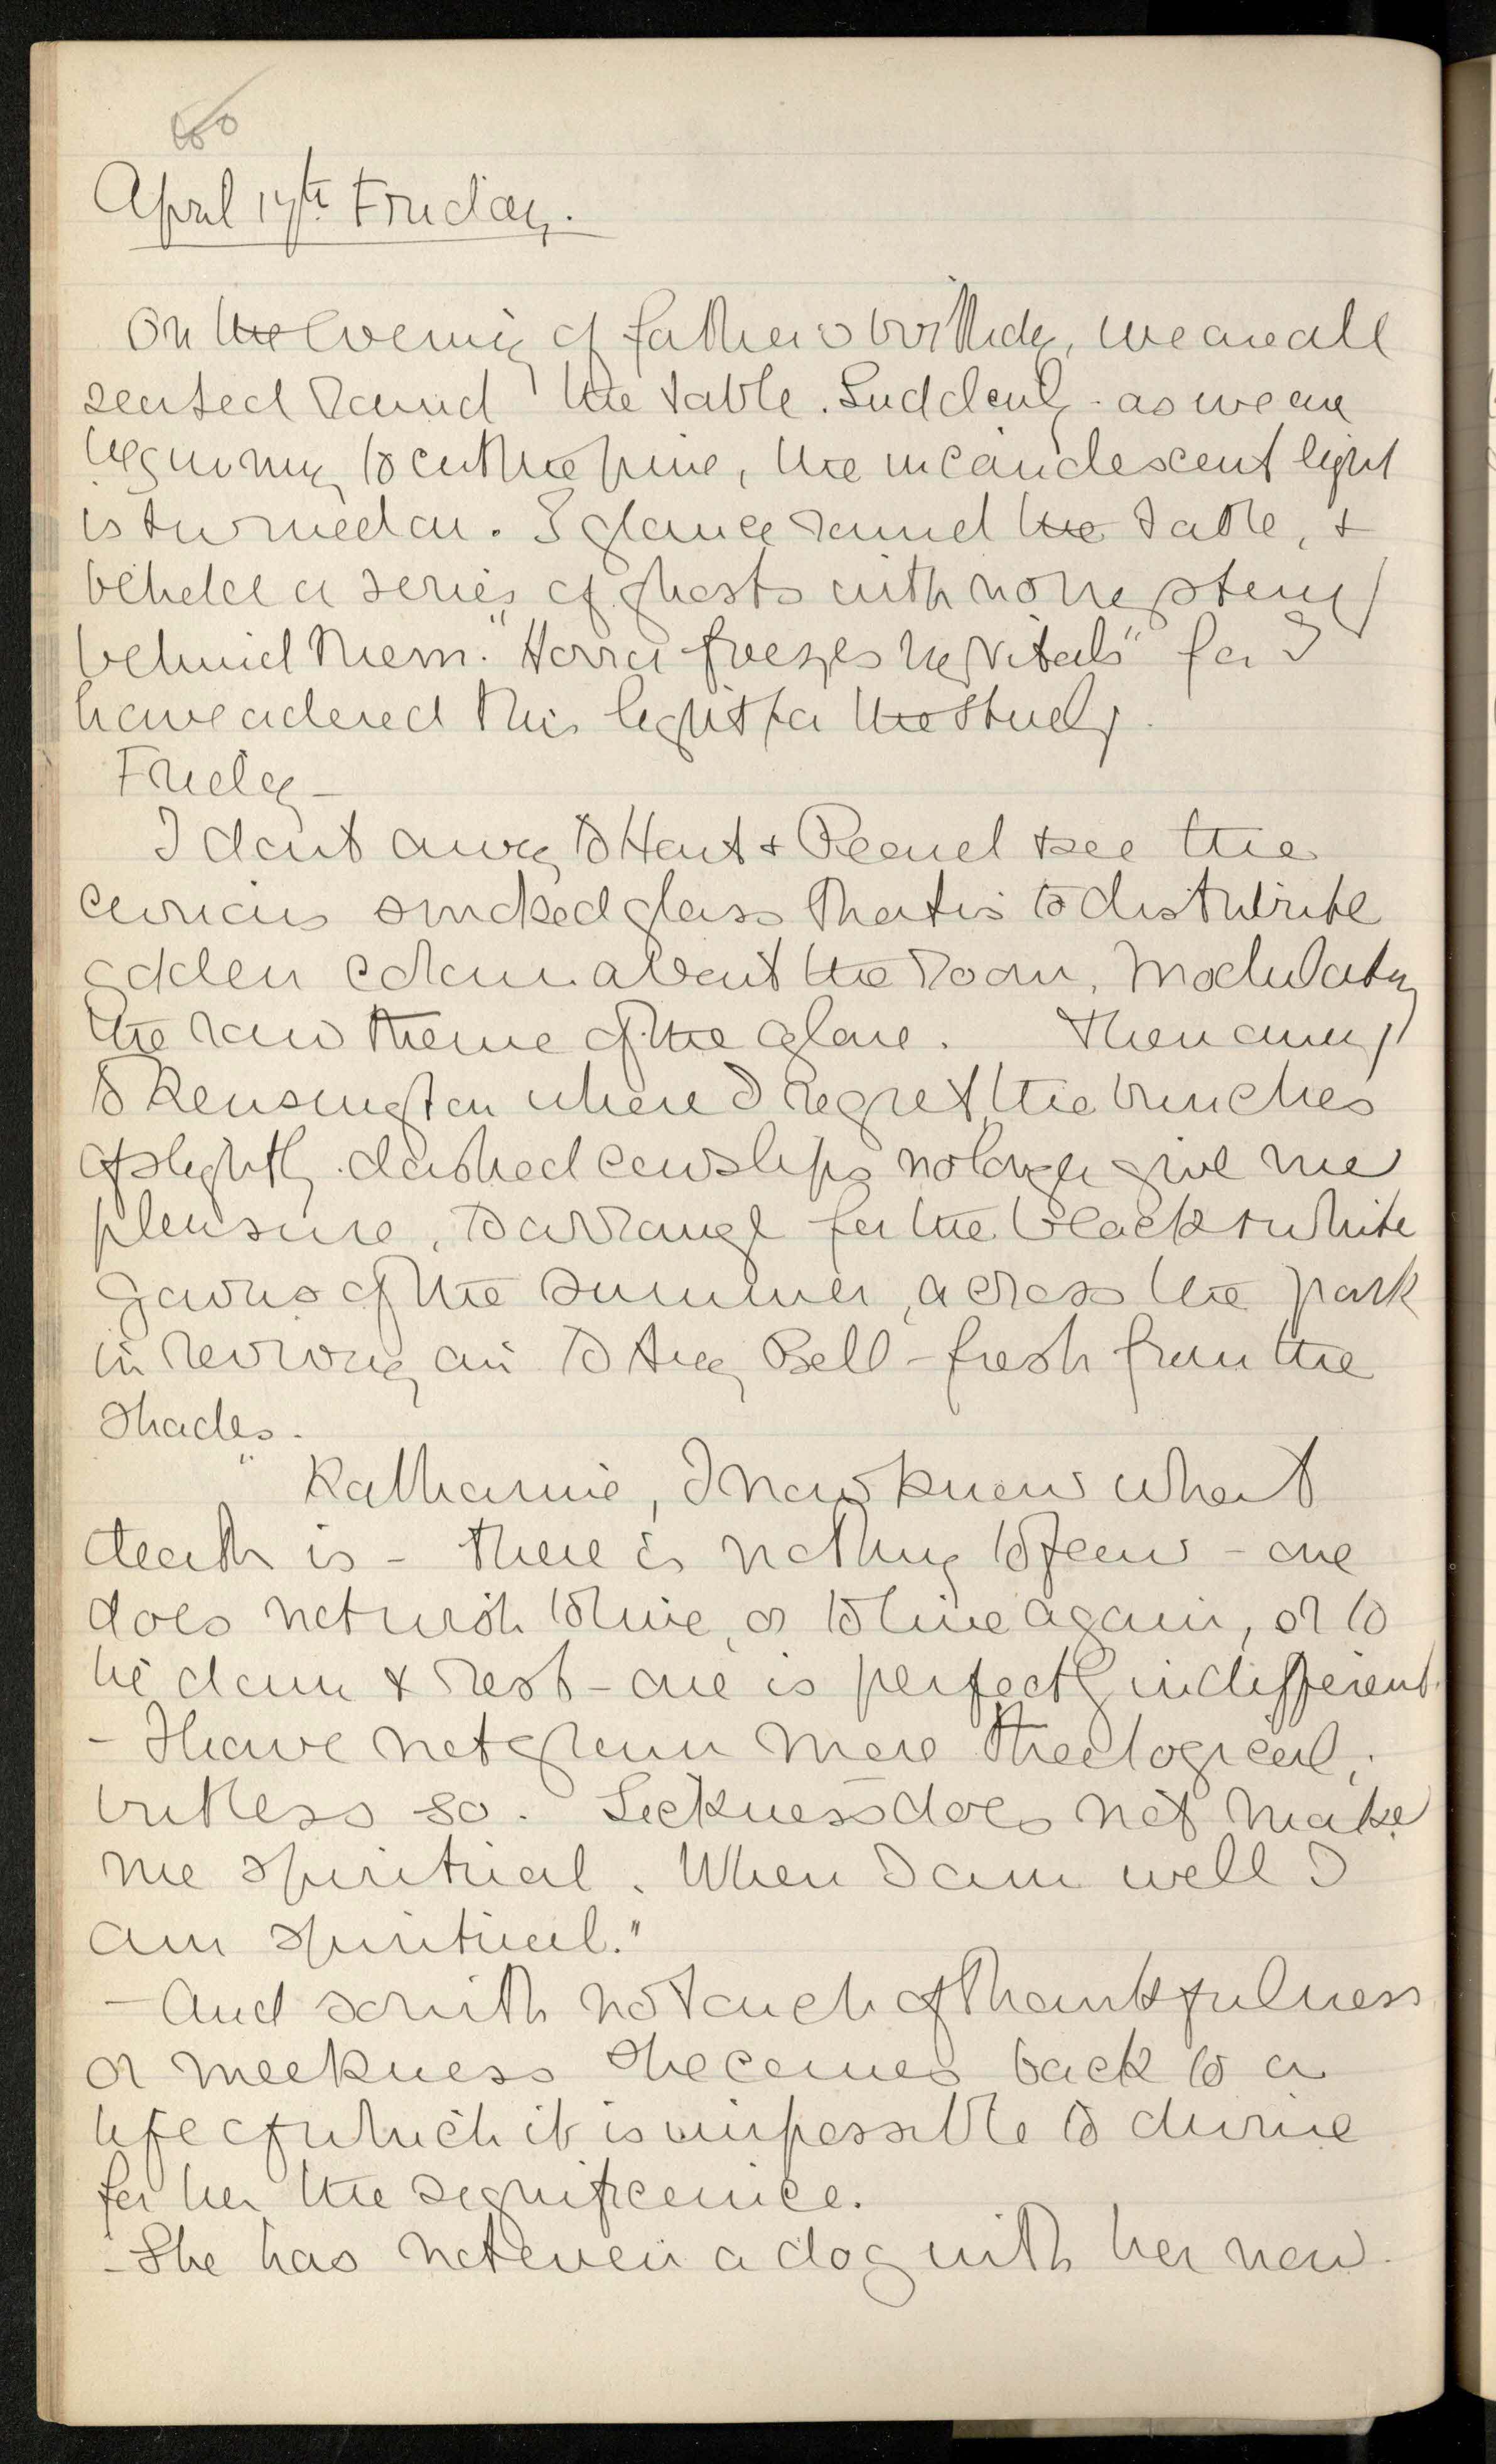 60
April 17th Friday.
On the evening of father's birthday, we are all
seated round the table. Suddenly - as we are
beginning to cut the pine, the incandescent light
is turned on. I glance round the table, &
behold a series of ghosts with no mystery
behind them. "Horror freezes my vitals" for I
have ordered this light for the study.
Friday -
I dart away to Hart & Peard & see the
curious smoked glass that is to distribute
golden colour about the room, modulating
the raw theme of the glare. Then away
to Kensington where I regret the bunches
of slightly dashed cowslips no longer give me
pleasure, to arrange for the black & white
gowns of the summer, across the park
in reviving air to Amy Bell - fresh from the
Shades.
" Katharine, I now know what
death is - there is nothing to fear - one
does not wish to live, or to live again, or to
lie down & rest - one is perfectly indifferent.
- I have not grown more theological,
but less so. Sickness does not make
me spiritual. When I am well I
am spiritual."
- And so with no touch of thankfulness
or meekness she comes back to a
life of which it is impossible to divine
for her the significance.
- She has not even a dog with her now.